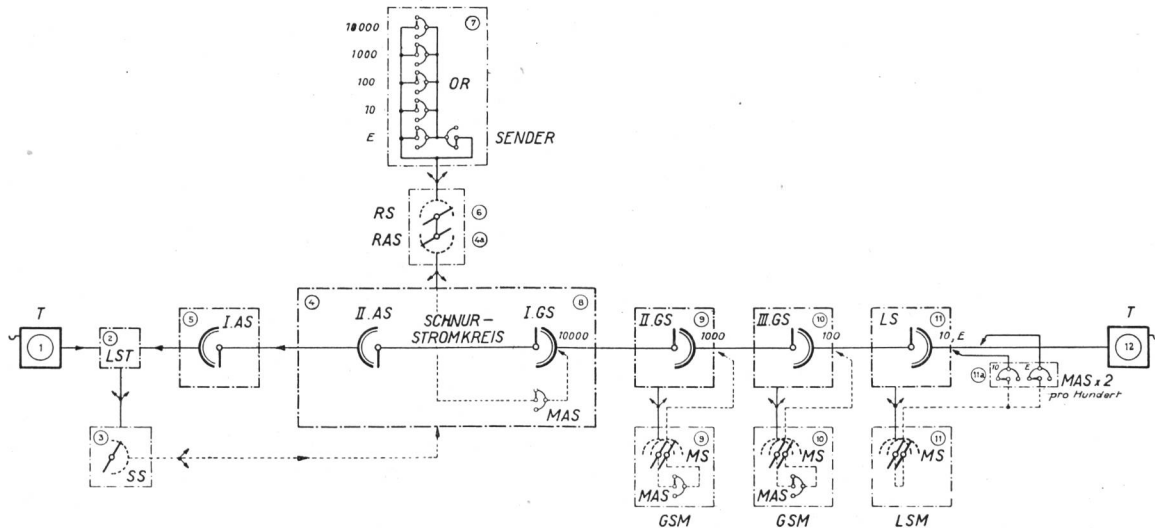 7
10000
1000
100
10
E
OR
SENDER
RS
6
RAS
4a
T
1
2
LST
5
I.AS
4
II.AS
SCHNUR-
STROMKREIS
I.GS
8
10000
MAS
II.GS
9
1000
III.GS
10
100
LS
11
10, E
T
12
11a
10
E
MAS x 2
pro Hundert
3
SS
9
MS
MAS
GSM
10
MS
MAS
GSM
11
MS
LSM